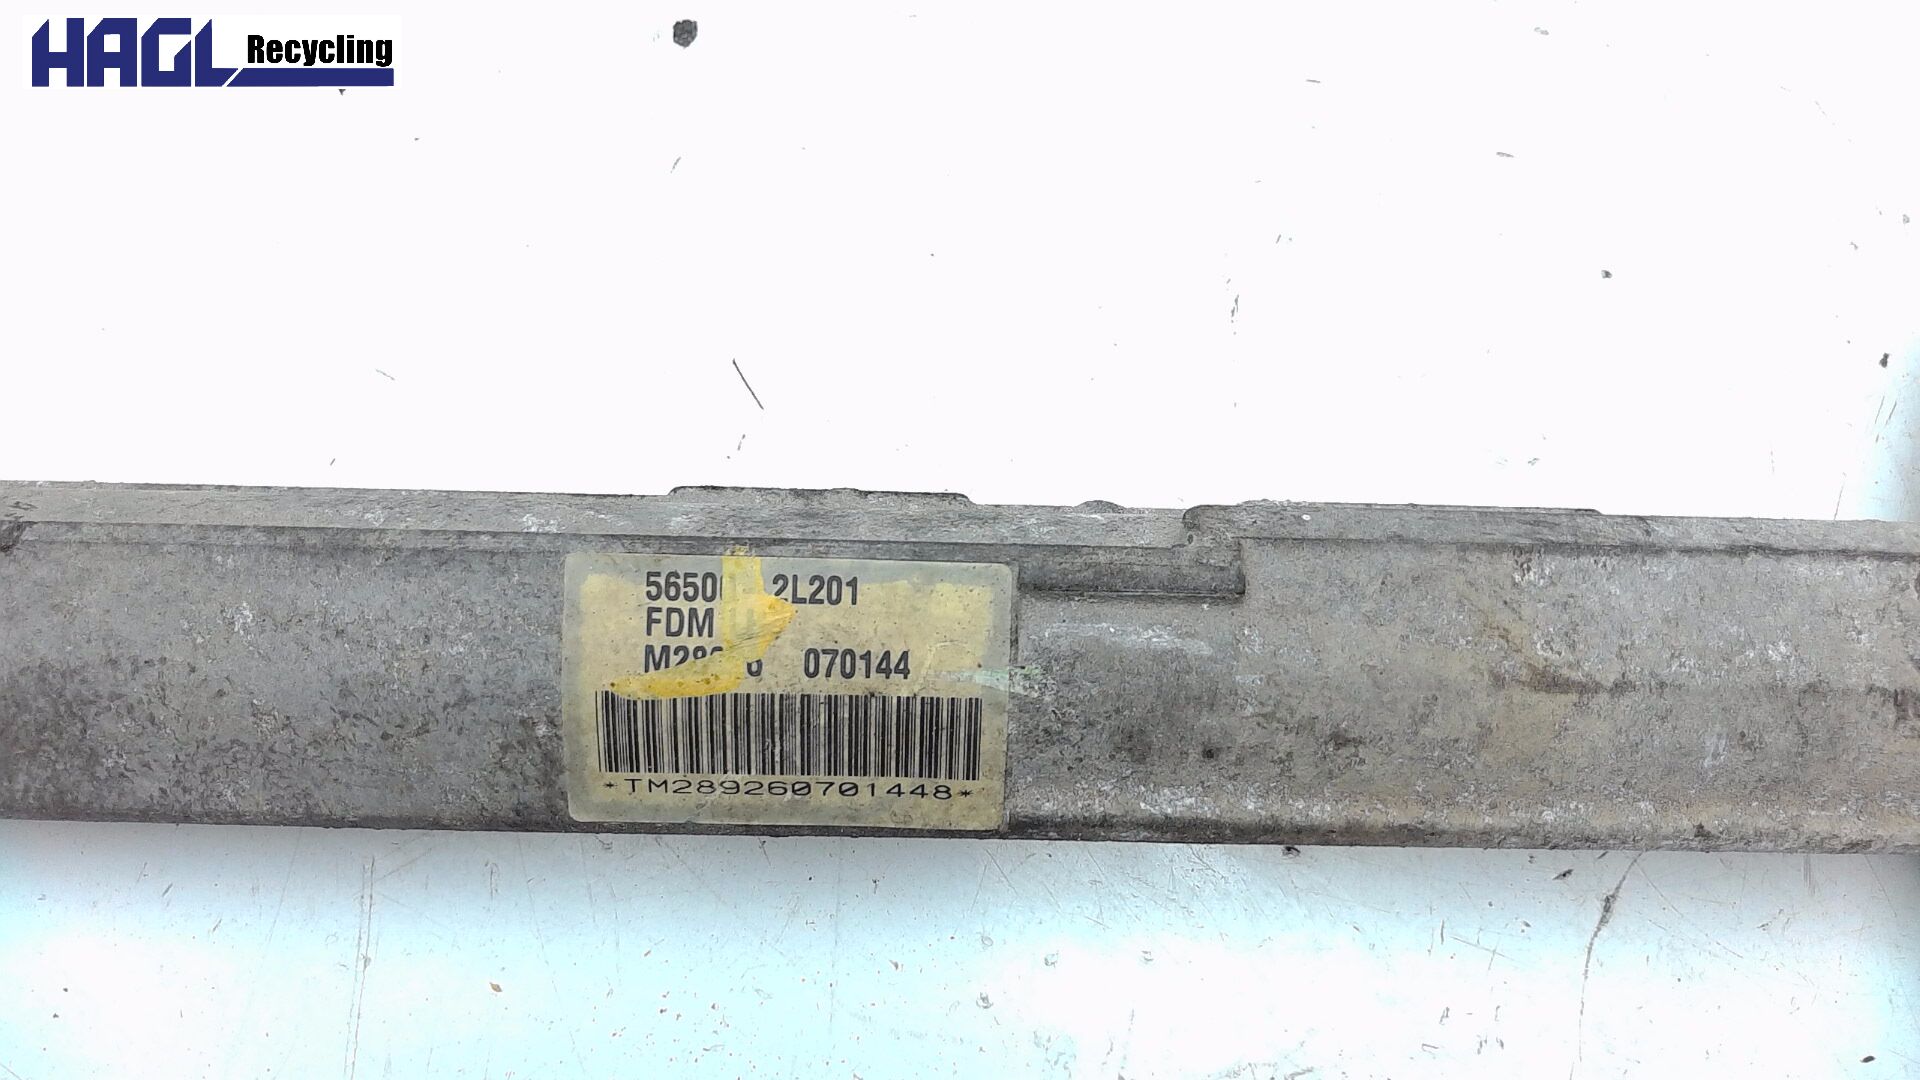 HAGL Recycling
2L201
FDM
070144
*TM289260701448*